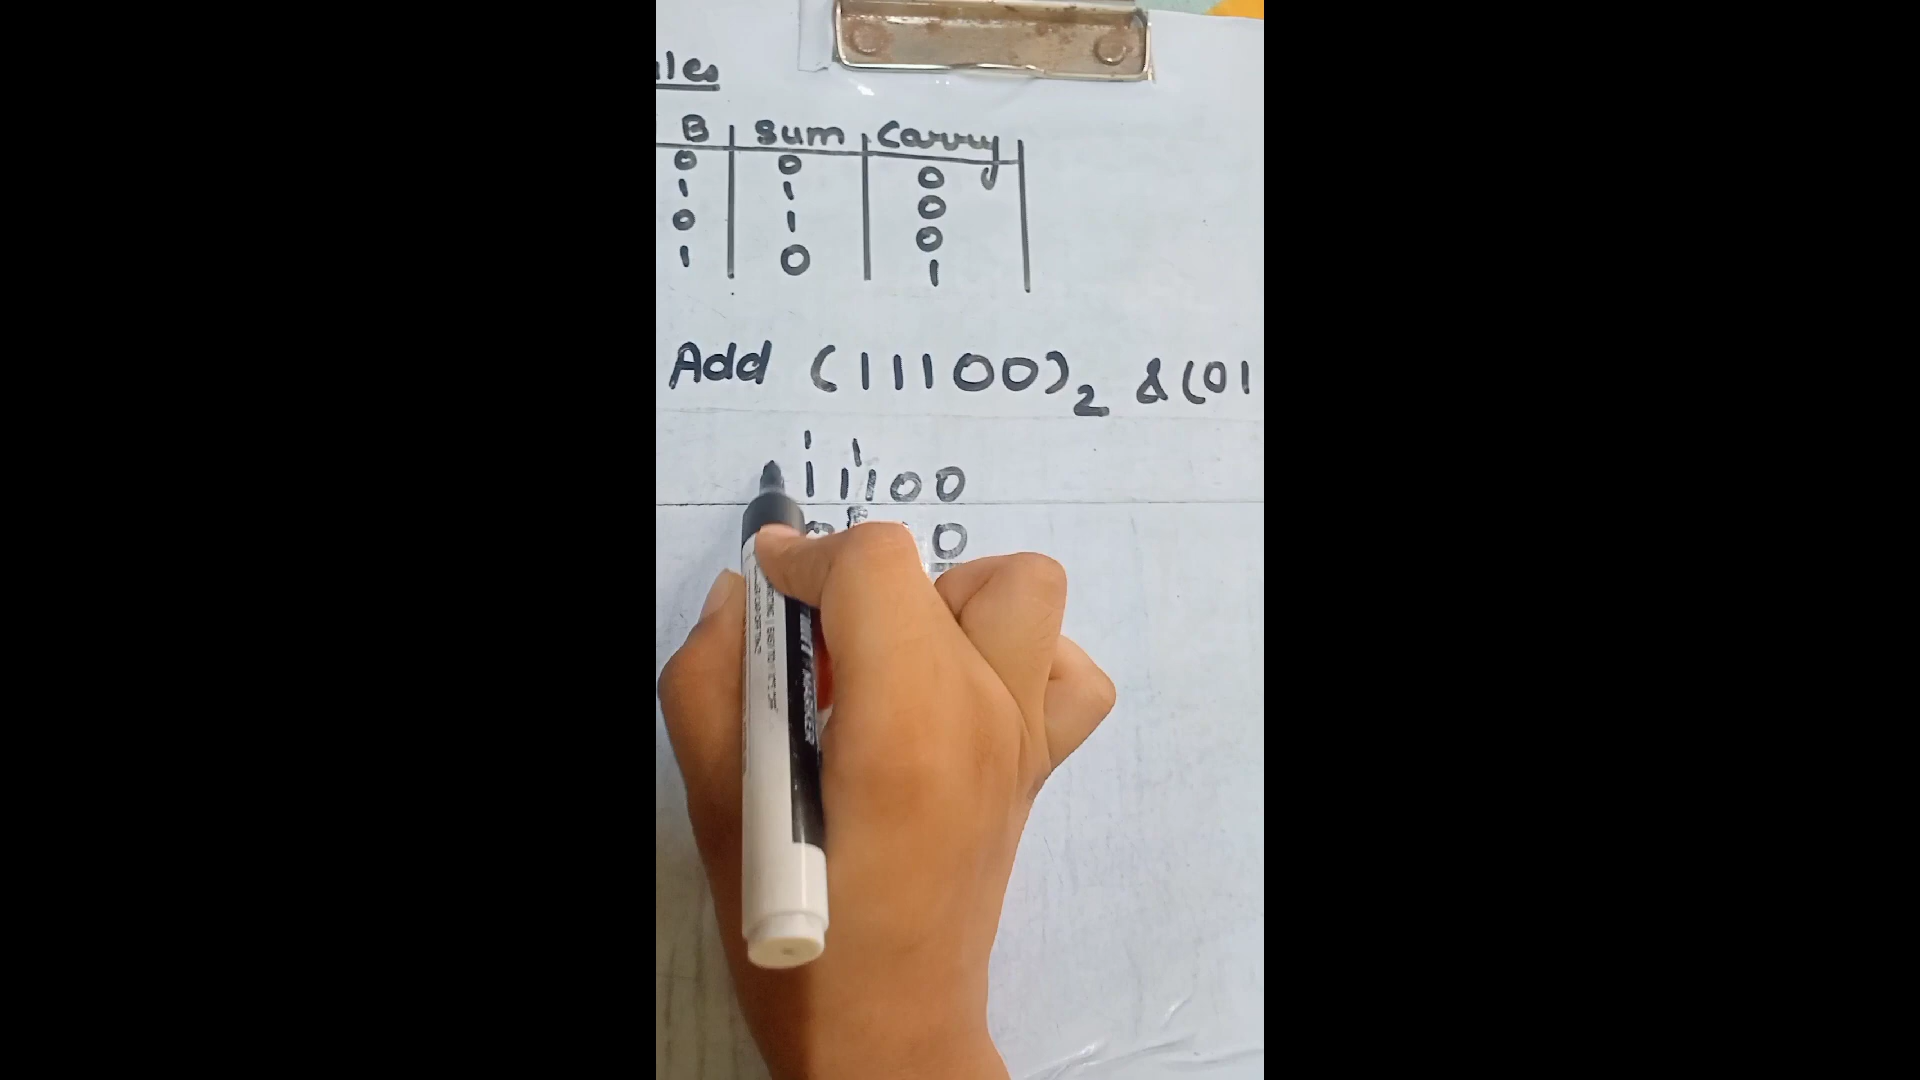 B | Sum | Carry
0 | 0 | 0
1 | 1 | 0
0 | 1 | 0
1 | 0 | 1
Add (11100)₂ & (01
1 1
11100
0
MARKER